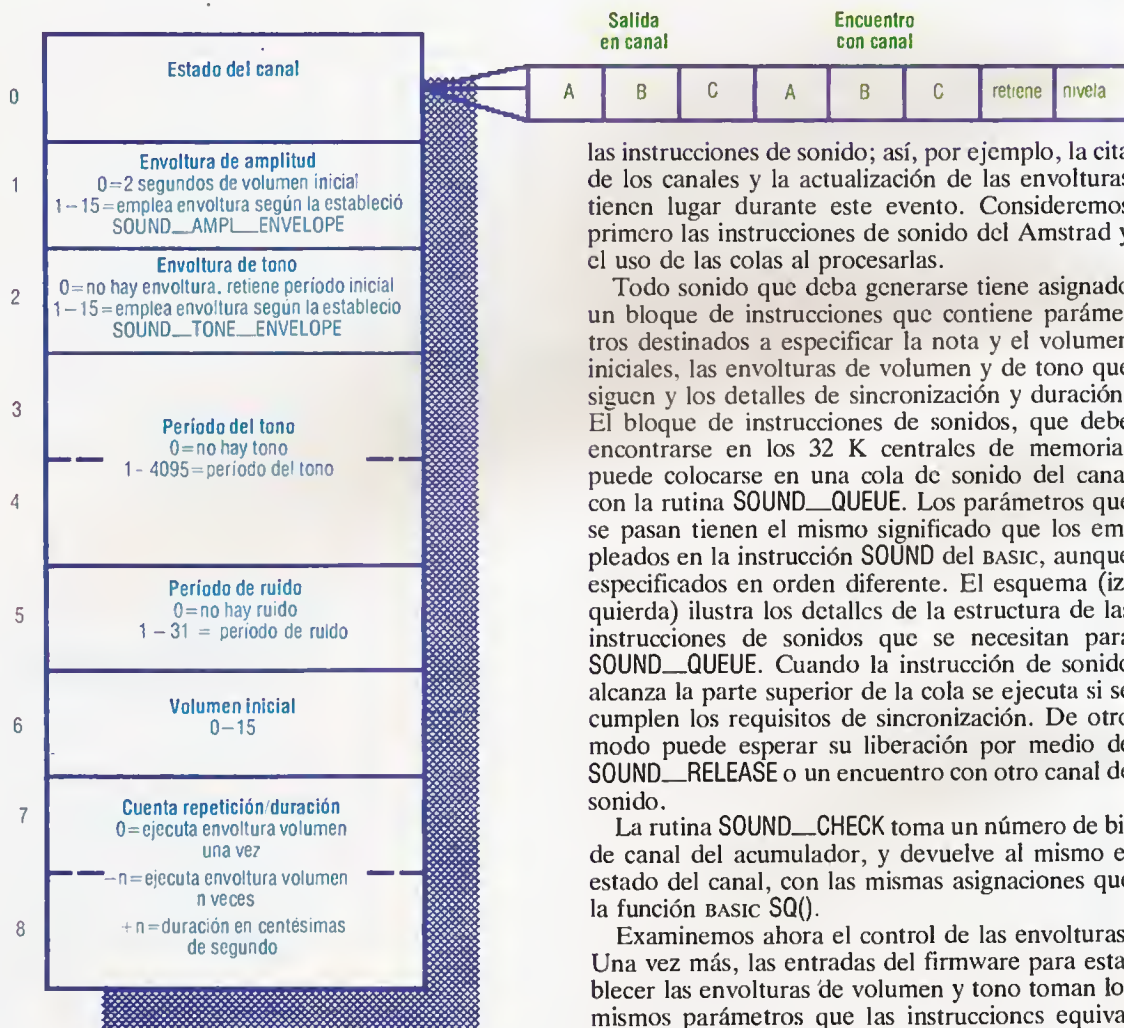 Estado del canal
0
Envoltura de amplitud
1
0=2 segundos de volumen inicial
1–15=emplea envoltura según la estableció
SOUND__AMPL__ENVELOPE
Envoltura de tono
2
0=no hay envoltura. retiene período inicial
1–15=emplea envoltura según la estableció
SOUND__TONE__ENVELOPE
3
Período del tono
0=no hay tono
1 - 4095=período del tono
4
Período de ruido
5
0=no hay ruido
1 – 31 = período de ruido
Volumen inicial
6
0–15
7
Cuenta repetición/duración
0=ejecuta envoltura volumen
una vez
–n=ejecuta envoltura volumen
n veces
8
+n=duración en centésimas
de segundo
Salida
en canal
Encuentro
con canal
A B C A B C retiene nivela
las instrucciones de sonido; así, por ejemplo, la cita
de los canales y la actualización de las envolturas
tienen lugar durante este evento. Consideremos
primero las instrucciones de sonido del Amstrad y
el uso de las colas al procesarlas.
Todo sonido que deba generarse tiene asignado
un bloque de instrucciones que contiene paráme
tros destinados a especificar la nota y el volumen
iniciales, las envolturas de volumen y de tono que
siguen y los detalles de sincronización y duración
El bloque de instrucciones de sonidos, que debe
encontrarse en los 32 K centrales de memoria
puede colocarse en una cola de sonido del cana
con la rutina SOUND__QUEUE. Los parámetros que
se pasan tienen el mismo significado que los em
pleados en la instrucción SOUND del BASIC, aunque
especificados en orden diferente. El esquema (iz
quierda) ilustra los detalles de la estructura de las
instrucciones de sonidos que se necesitan para
SOUND__QUEUE. Cuando la instrucción de sonido
alcanza la parte superior de la cola se ejecuta si se
cumplen los requisitos de sincronización. De otro
modo puede esperar su liberación por medio de
SOUND__RELEASE o un encuentro con otro canal de
sonido.
La rutina SOUND__CHECK toma un número de bi
de canal del acumulador, y devuelve al mismo e
estado del canal, con las mismas asignaciones que
la función BASIC SQ().
Examinemos ahora el control de las envolturas
Una vez más, las entradas del firmware para esta
blecer las envolturas de volumen y tono toman lo
mismos parámetros que las instrucciones equiva